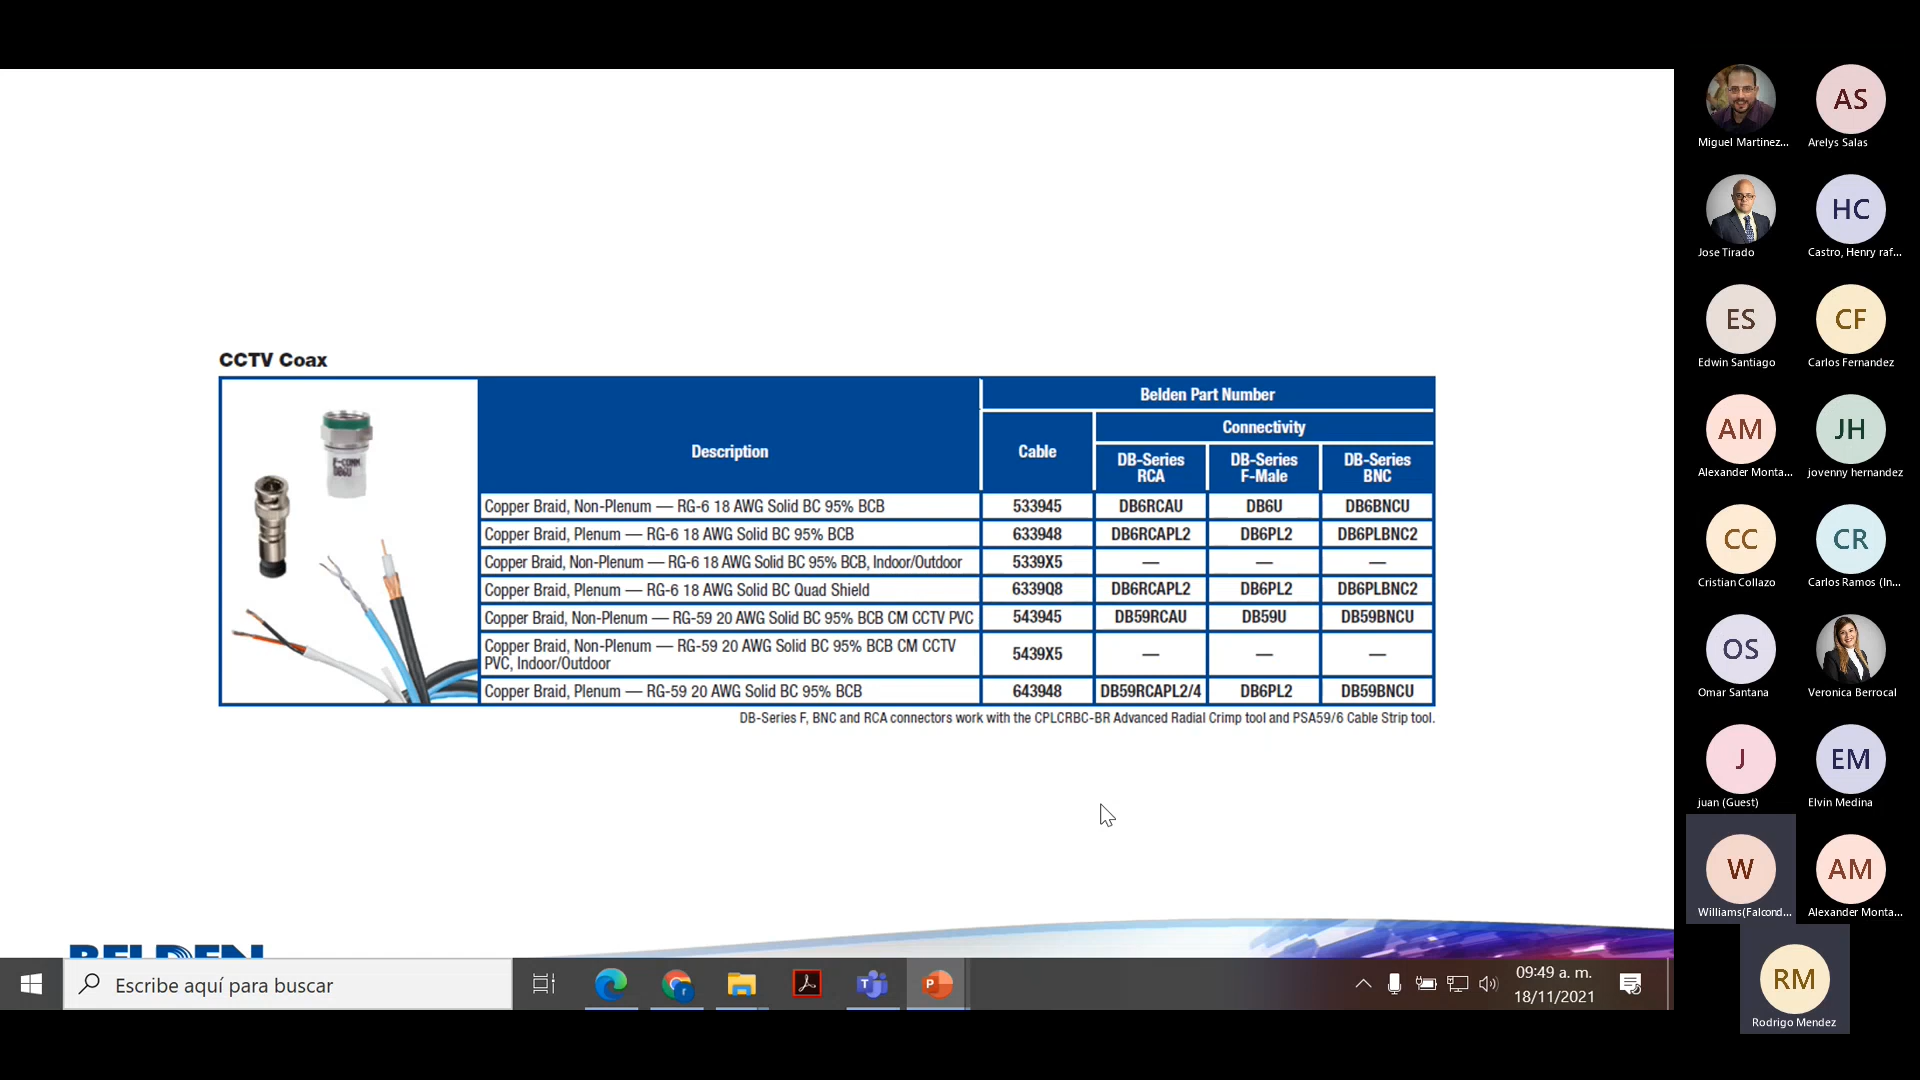 CCTV Coax
Description
Belden Part Number
Cable
Connectivity
DB-Series RCA
DB-Series F-Male
DB-Series BNC
Copper Braid, Non-Plenum — RG-6 18 AWG Solid BC 95% BCB 533945 DB6RCAU DB6U DB6BNCU
Copper Braid, Plenum — RG-6 18 AWG Solid BC 95% BCB 633948 DB6RCAPL2 DB6PL2 DB6PLBNC2
Copper Braid, Non-Plenum — RG-6 18 AWG Solid BC 95% BCB, Indoor/Outdoor 5339X5 — — —
Copper Braid, Plenum — RG-6 18 AWG Solid BC Quad Shield 6339Q8 DB6RCAPL2 DB6PL2 DB6PLBNC2
Copper Braid, Non-Plenum — RG-59 20 AWG Solid BC 95% BCB CM CCTV PVC 543945 DB59RCAU DB59U DB59BNCU
Copper Braid, Non-Plenum — RG-59 20 AWG Solid BC 95% BCB CM CCTV
PVC, Indoor/Outdoor 5439X5 — — —
Copper Braid, Plenum — RG-59 20 AWG Solid BC 95% BCB 643948 DB59RCAPL2/4 DB6PL2 DB59BNCU
DB-Series F, BNC and RCA connectors work with the CPLCRBC-BR Advanced Radial Crimp tool and PSA59/6 Cable Strip tool.
F-CONN
DB6U
BELDEN
Escribe aquí para buscar
09:49 a. m.
18/11/2021
Miguel Martinez...
AS
Arelys Salas
Jose Tirado
HC
Castro, Henry raf...
ES
Edwin Santiago
CF
Carlos Fernandez
AM
Alexander Monta...
JH
jovenny hernandez
CC
Cristian Collazo
CR
Carlos Ramos (In...
OS
Omar Santana
Veronica Berrocal
J
juan (Guest)
EM
Elvin Medina
W
Williams(Falcond...
AM
Alexander Monta...
RM
Rodrigo Mendez